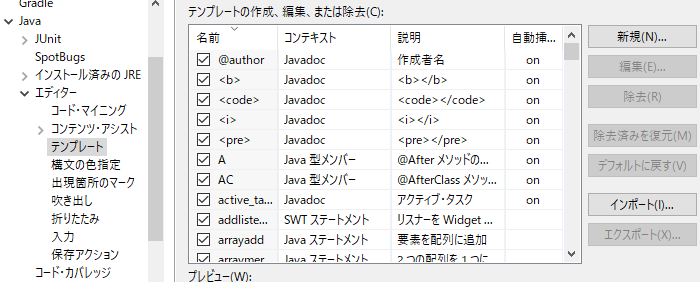 Gradle
Java
JUnit
SpotBugs
インストール済みの JRE
エディター
コード・マイニング
コンテンツ・アシスト
テンプレート
構文の色指定
出現箇所のマーク
吹き出し
折りたたみ
入力
保存アクション
コード・カバレッジ
テンプレートの作成、編集、または除去(C):
名前 コンテキスト 説明 自動挿...
@author Javadoc 作成者名 on
<b> Javadoc <b></b> on
<code> Javadoc <code></code> on
<i> Javadoc <i></i> on
<pre> Javadoc <pre></pre> on
A Java 型メンバー @After メソッドの... on
AC Java 型メンバー @AfterClass メソッ... on
active_ta... Javadoc アクティブ・タスク on
addliste... SWT ステートメント リスナーを Widget ...
arrayadd Java ステートメント 要素を配列に追加
arraymer... Java ステートメント 2 つの配列を 1 つに
プレビュー(W):
新規(N)...
編集(E)...
除去(R)
除去済みを復元(M)
デフォルトに戻す(V)
インポート(I)...
エクスポート(X)...